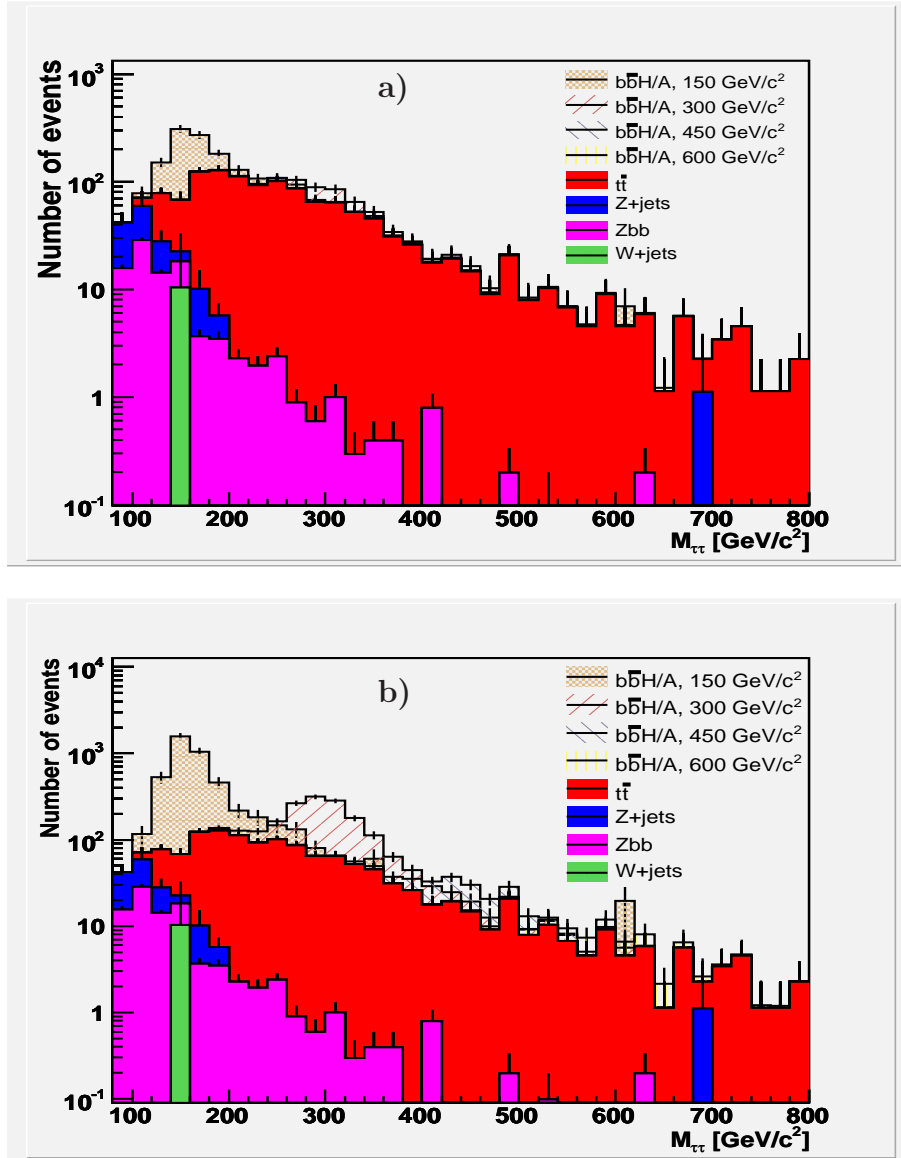 a)
Number of events
10³
10²
10
1
10⁻¹
bb̄H/A, 150 GeV/c²
bb̄H/A, 300 GeV/c²
bb̄H/A, 450 GeV/c²
bb̄H/A, 600 GeV/c²
tt̄
Z+jets
Zbb
W+jets
100 200 300 400 500 600 700 800
M_ττ [GeV/c²]
b)
Number of events
10⁴
10³
10²
10
1
10⁻¹
bb̄H/A, 150 GeV/c²
bb̄H/A, 300 GeV/c²
bb̄H/A, 450 GeV/c²
bb̄H/A, 600 GeV/c²
tt̄
Z+jets
Zbb
W+jets
100 200 300 400 500 600 700 800
M_ττ [GeV/c²]